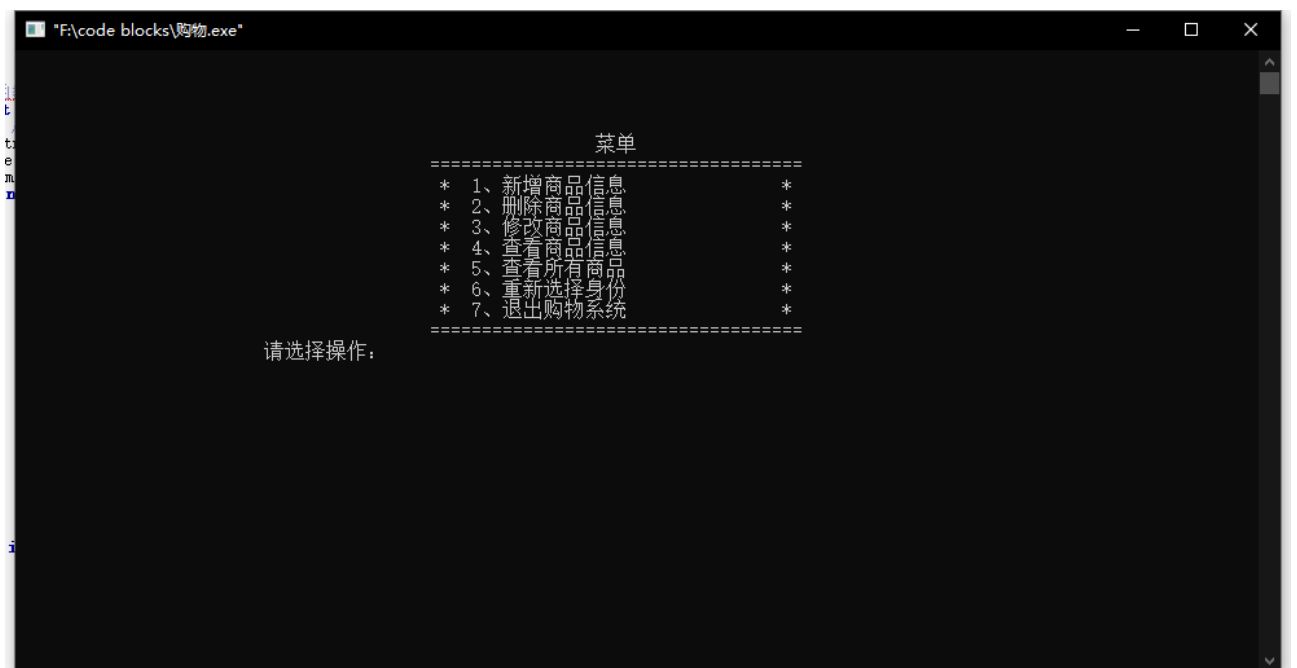 "F:\code blocks\购物.exe"
菜单
===================================
* 1、新增商品信息 *
* 2、删除商品信息 *
* 3、修改商品信息 *
* 4、查看商品信息 *
* 5、查看所有商品 *
* 6、重新选择身份 *
* 7、退出购物系统 *
===================================
请选择操作：